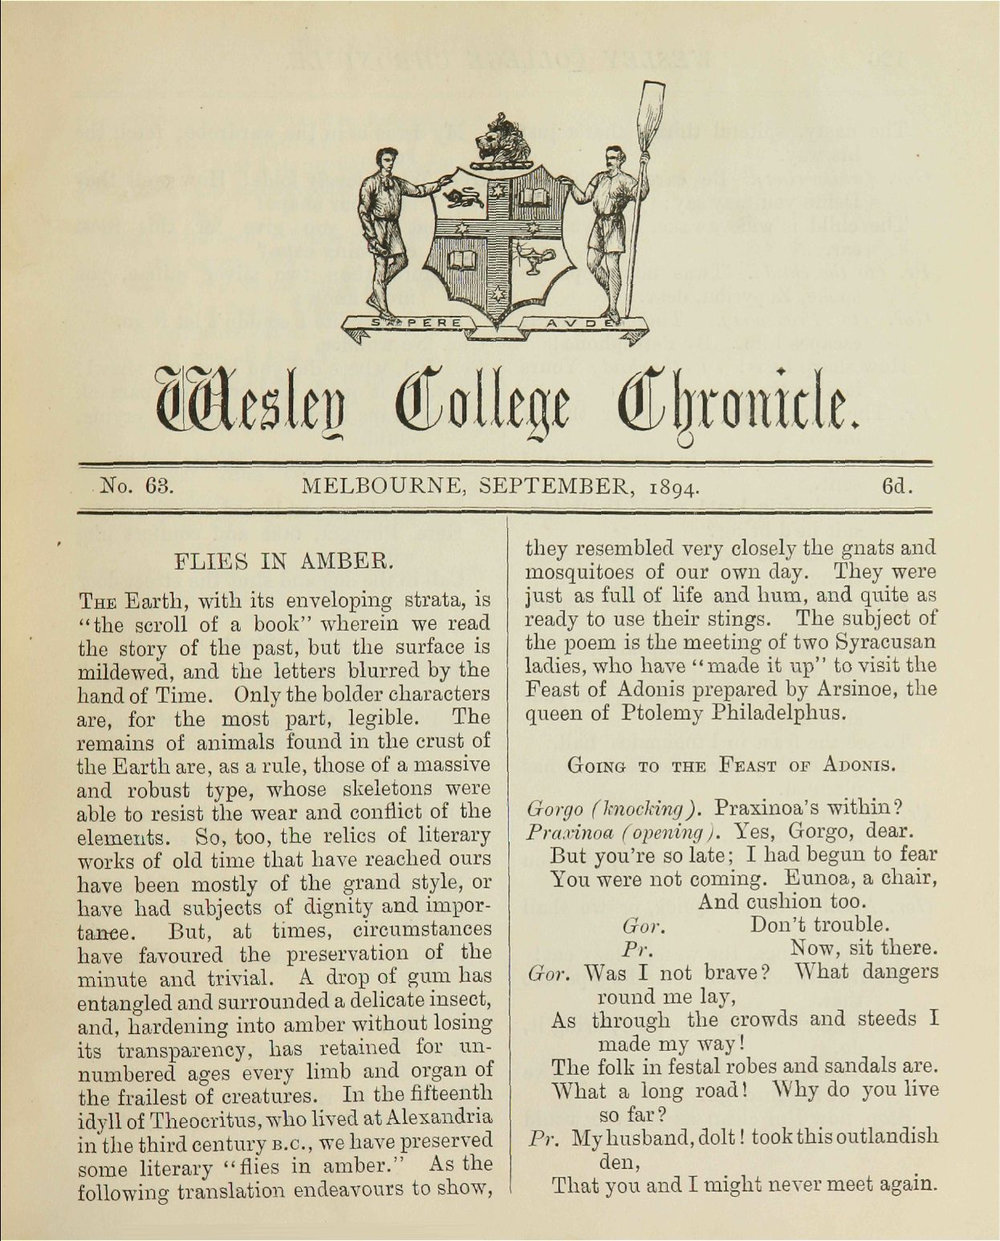 SAPERE AVDE
Wesley College Chronicle.
No. 63. MELBOURNE, SEPTEMBER, 1894. 6d.
FLIES IN AMBER.
THE Earth, with its enveloping strata, is
"the scroll of a book" wherein we read
the story of the past, but the surface is
mildewed, and the letters blurred by the
hand of Time. Only the bolder characters
are, for the most part, legible. The
remains of animals found in the crust of
the Earth are, as a rule, those of a massive
and robust type, whose skeletons were
able to resist the wear and conflict of the
elements. So, too, the relics of literary
works of old time that have reached ours
have been mostly of the grand style, or
have had subjects of dignity and impor-
tance. But, at times, circumstances
have favoured the preservation of the
minute and trivial. A drop of gum has
entangled and surrounded a delicate insect,
and, hardening into amber without losing
its transparency, has retained for un-
numbered ages every limb and organ of
the frailest of creatures. In the fifteenth
idyll of Theocritus, who lived at Alexandria
in the third century B.C., we have preserved
some literary "flies in amber." As the
following translation endeavours to show,
they resembled very closely the gnats and
mosquitoes of our own day. They were
just as full of life and hum, and quite as
ready to use their stings. The subject of
the poem is the meeting of two Syracusan
ladies, who have "made it up" to visit the
Feast of Adonis prepared by Arsinoe, the
queen of Ptolemy Philadelphus.
GOING TO THE FEAST OF ADONIS.
Gorgo (knocking). Praxinoa's within?
Praxinoa (opening). Yes, Gorgo, dear.
But you're so late; I had begun to fear
You were not coming. Eunoa, a chair,
And cushion too.
Gor. Don't trouble.
Pr. Now, sit there.
Gor. Was I not brave? What dangers
round me lay,
As through the crowds and steeds I
made my way!
The folk in festal robes and sandals are.
What a long road! Why do you live
so far?
Pr. My husband, dolt! took this outlandish
den,
That you and I might never meet again.